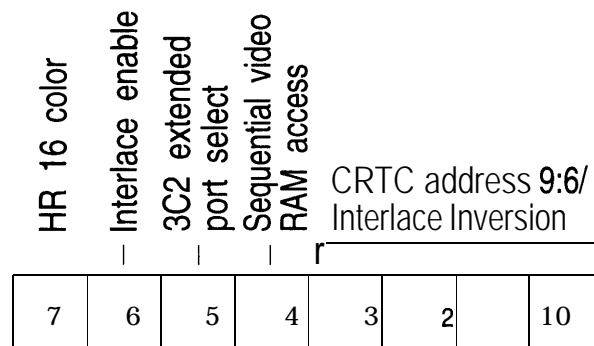 HR 16 color
Interlace enable
3C2 extended
port select
Sequential video
RAM access
CRTC address 9:6/
Interlace Inversion
7 6 5 4 3 2 10